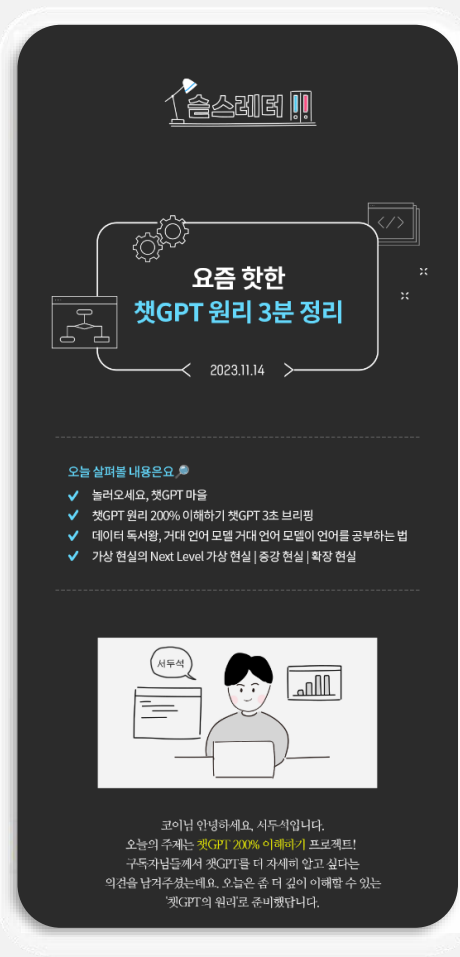 슬스레터
</>
요즘 핫한
챗GPT 원리 3분 정리
2023.11.14
오늘 살펴볼 내용은요🔎
✔ 놀러오세요, 챗GPT 마을
✔ 챗GPT 원리 200% 이해하기 챗GPT 3초 브리핑
✔ 데이터 독서왕, 거대 언어 모델 거대 언어 모델이 언어를 공부하는 법
✔ 가상 현실의 Next Level 가상 현실 | 증강 현실 | 확장 현실
서두석
코이님 안녕하세요, 서두석입니다.
오늘의 주제는 챗GPT 200% 이해하기 프로젝트!
구독자님들께서 챗GPT를 더 자세히 알고 싶다는
의견을 남겨주셨는데요. 오늘은 좀 더 깊이 이해할 수 있는
'챗GPT의 원리'로 준비했답니다.